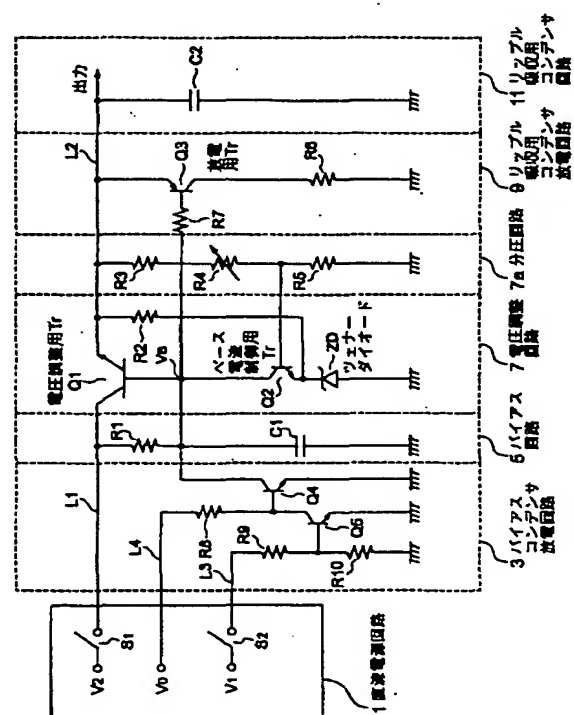 出力
L2
C2
Q3
放電用Tr
R7
R6
R3
R4
R5
電圧調整用Tr
Q1
R2
Va
ベース
電流
制御用
Tr
Q2
ZD
ツェナー
ダイオード
L1
R1
C1
L4
R8
Q4
Q5
L3
R9
R10
V2
S1
V0
V1
S2
1 直流電源回路
3 バイアス
コンデンサ
放電回路
5 バイアス
回路
7 電圧調整
回路
7a 分圧回路
9 リップル
吸収用
コンデンサ
放電回路
11 リップル
吸収用
コンデンサ
回路